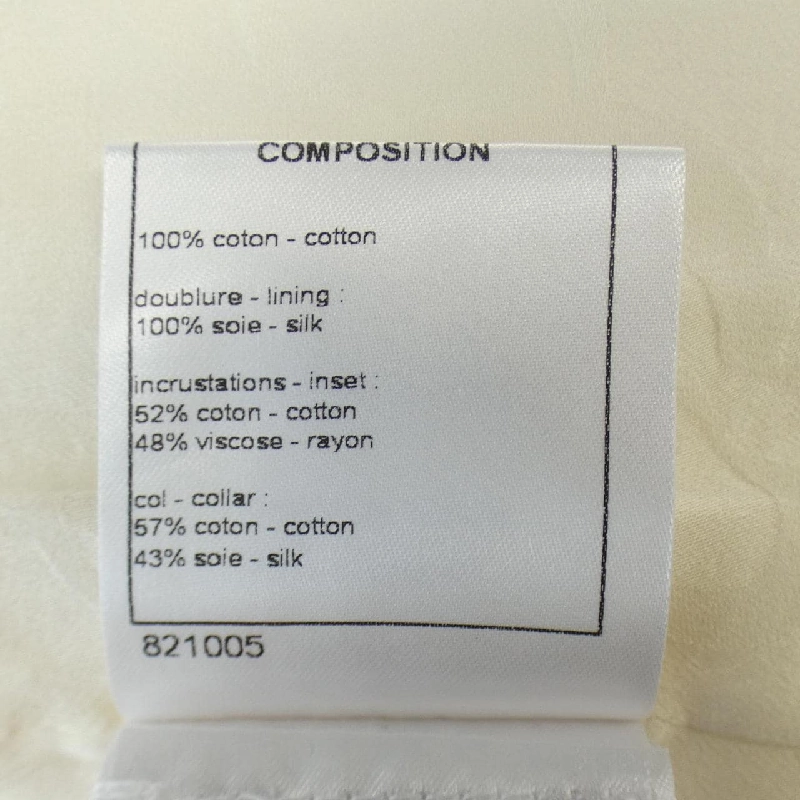 COMPOSITION
100% coton - cotton
doublure - lining :
100% soie - silk
incrustations - inset :
52% coton - cotton
48% viscose - rayon
col - collar :
57% coton - cotton
43% soie - silk
821005